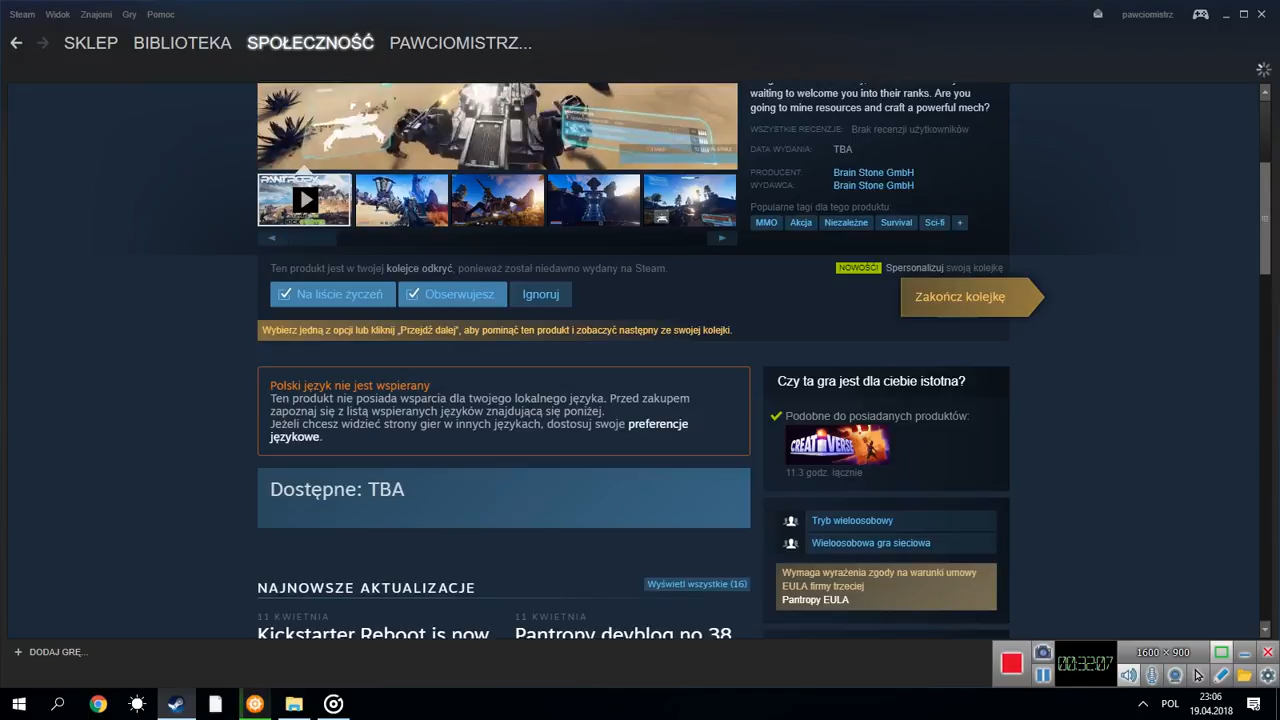 Steam Widok Znajomi Gry Pomoc
pawciomistrz
SKLEP BIBLIOTEKA SPOŁECZNOŚĆ PAWCIOMISTRZ...
waiting to welcome you into their ranks. Are you
going to mine resources and craft a powerful mech?
WSZYSTKIE RECENZJE: Brak recenzji użytkowników
DATA WYDANIA: TBA
PRODUCENT: Brain Stone GmbH
WYDAWCA: Brain Stone GmbH
Popularne tagi dla tego produktu:
MMO Akcja Niezależne Survival Sci-fi +
Ten produkt jest w twojej kolejce odkryć, ponieważ został niedawno wydany na Steam.
NOWOŚĆ! Spersonalizuj swoją kolejkę
Na liście życzeń Obserwujesz Ignoruj
Zakończ kolejkę
Wybierz jedną z opcji lub kliknij „Przejdź dalej”, aby pominąć ten produkt i zobaczyć następny ze swojej kolejki.
Polski język nie jest wspierany
Ten produkt nie posiada wsparcia dla twojego lokalnego języka. Przed zakupem
zapoznaj się z listą wspieranych języków znajdującą się poniżej.
Jeżeli chcesz widzieć strony gier w innych językach, dostosuj swoje preferencje
językowe.
Czy ta gra jest dla ciebie istotna?
Podobne do posiadanych produktów:
CREATIVERSE
11.3 godz. łącznie
Dostępne: TBA
Tryb wieloosobowy
Wieloosobowa gra sieciowa
Wymaga wyrażenia zgody na warunki umowy
EULA firmy trzeciej
Pantropy EULA
NAJNOWSZE AKTUALIZACJE
Wyświetl wszystkie (16)
11 KWIETNIA 11 KWIETNIA
Kickstarter Reboot is now Pantropy devblog no 38
+ DODAJ GRĘ...
00:32:07
1600 × 900
POL
23:06
19.04.2018